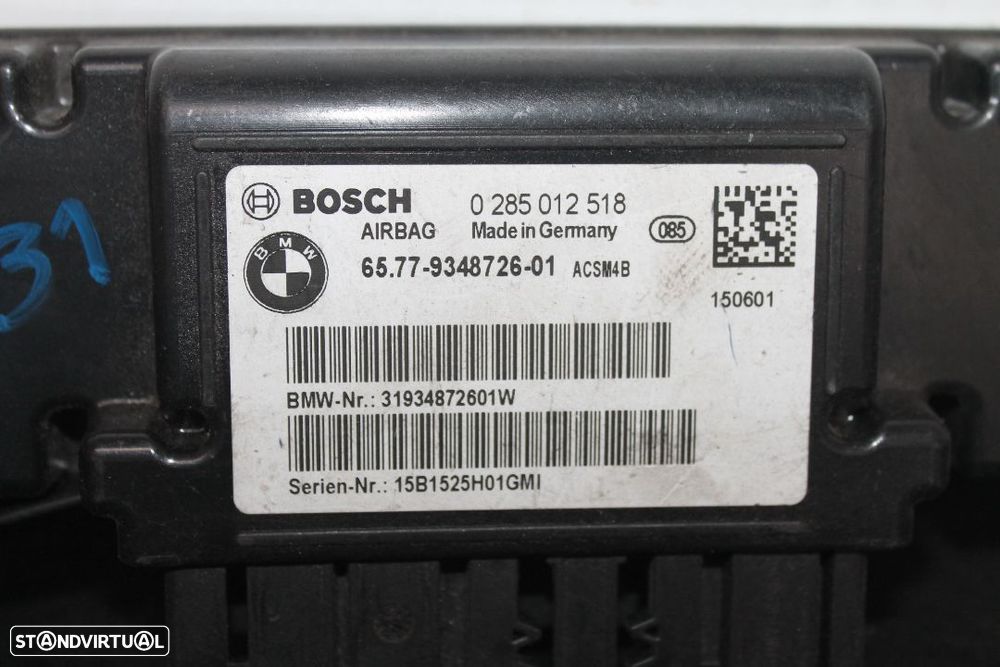 31
BOSCH 0 285 012 518
AIRBAG Made in Germany 085
BMW 65.77-9348726-01 ACSM4B
150601
BMW-Nr.: 31934872601W
Serien-Nr.: 15B1525H01GMI
STANDVIRTUAL